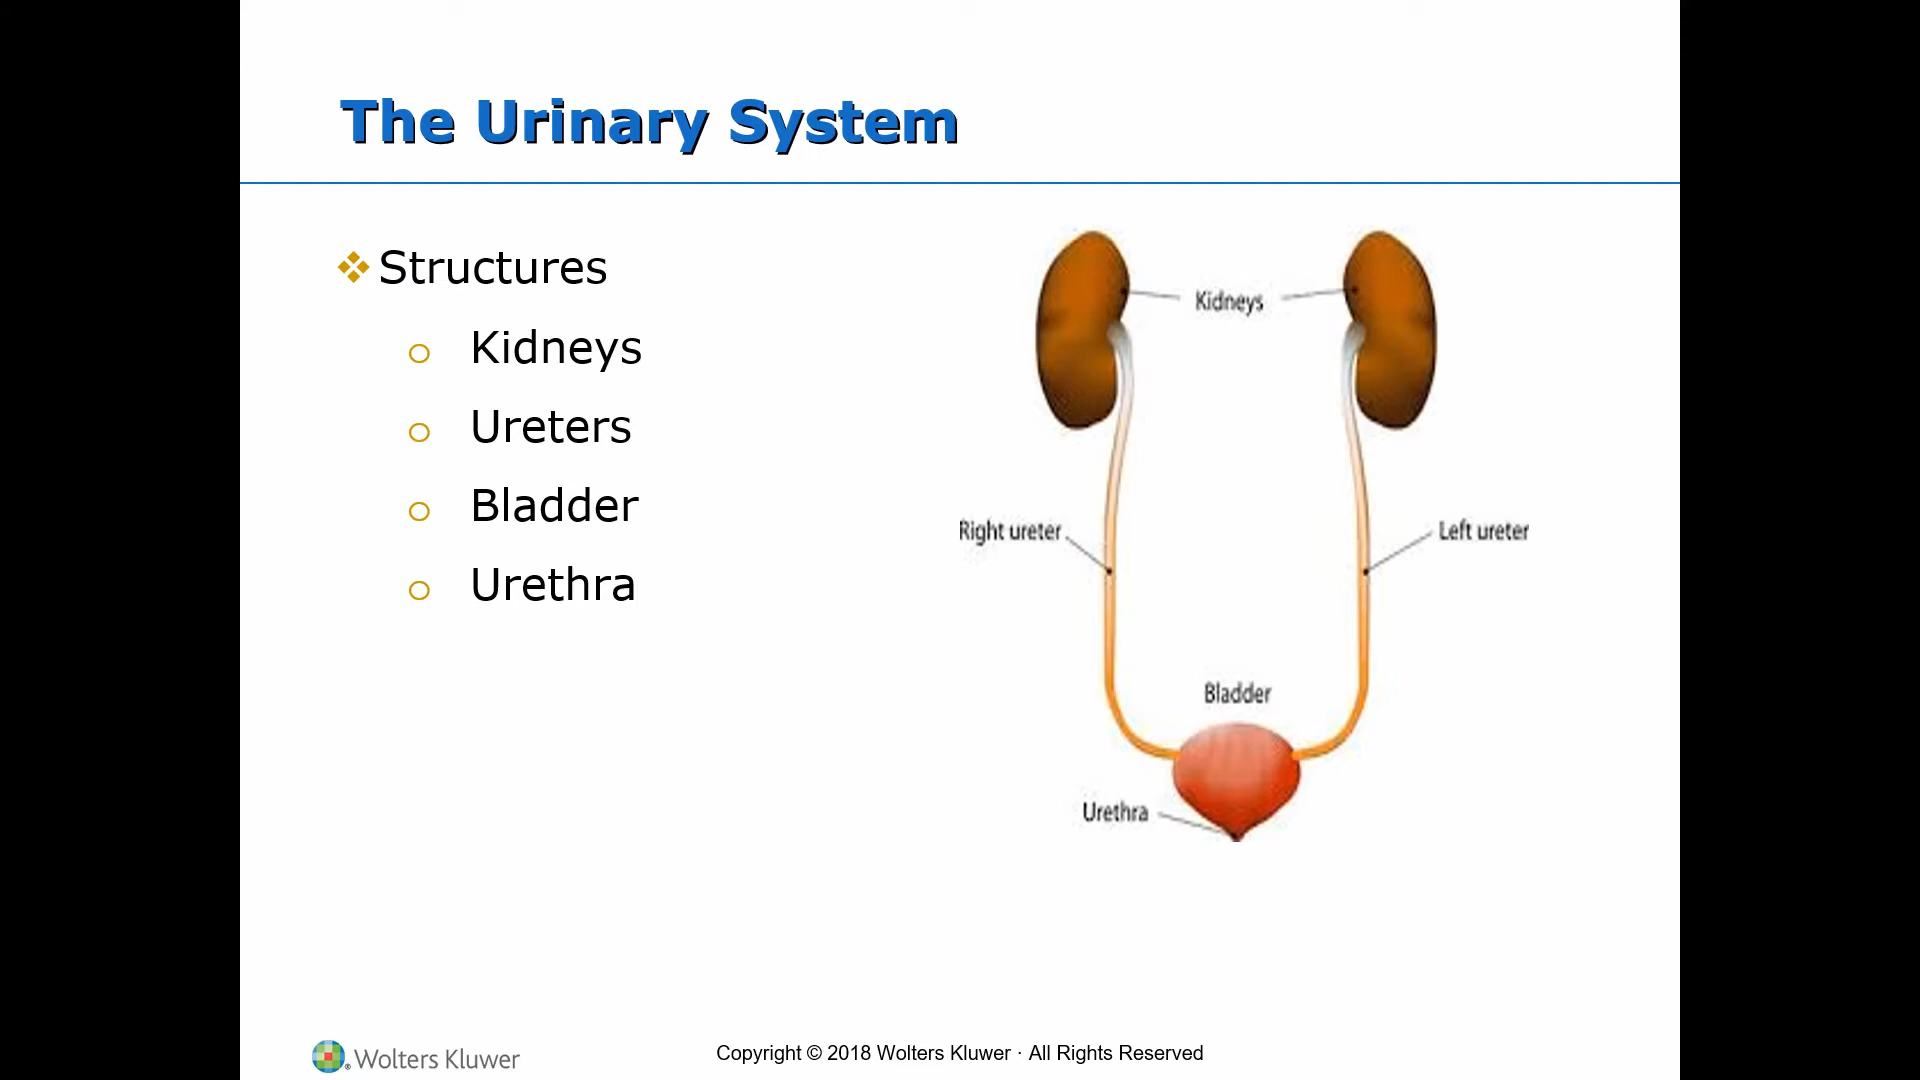 The Urinary System
❖ Structures
o Kidneys
o Ureters
o Bladder
o Urethra
Kidneys
Right ureter
Left ureter
Bladder
Urethra
Wolters Kluwer
Copyright © 2018 Wolters Kluwer · All Rights Reserved